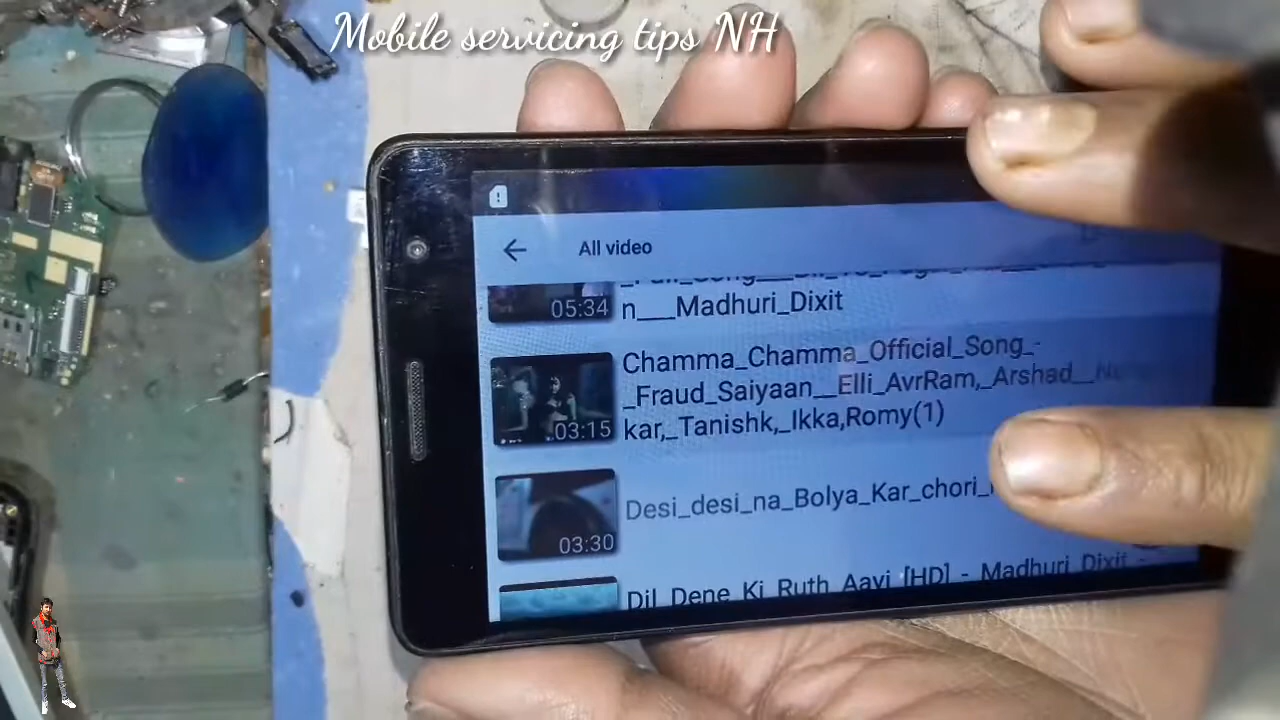 Mobile servicing tips NH
All video
05:34
n___Madhuri_Dixit
Chamma_Chamma_Official_Song_-
_Fraud_Saiyaan__Elli_AvrRam,_Arshad__
03:15
kar,_Tanishk,_Ikka,Romy(1)
Desi_desi_na_Bolya_Kar_chori_
03:30
Dil_Dene_Ki_Ruth_Aayi_[HD]_-_Madhuri_Dixit_-